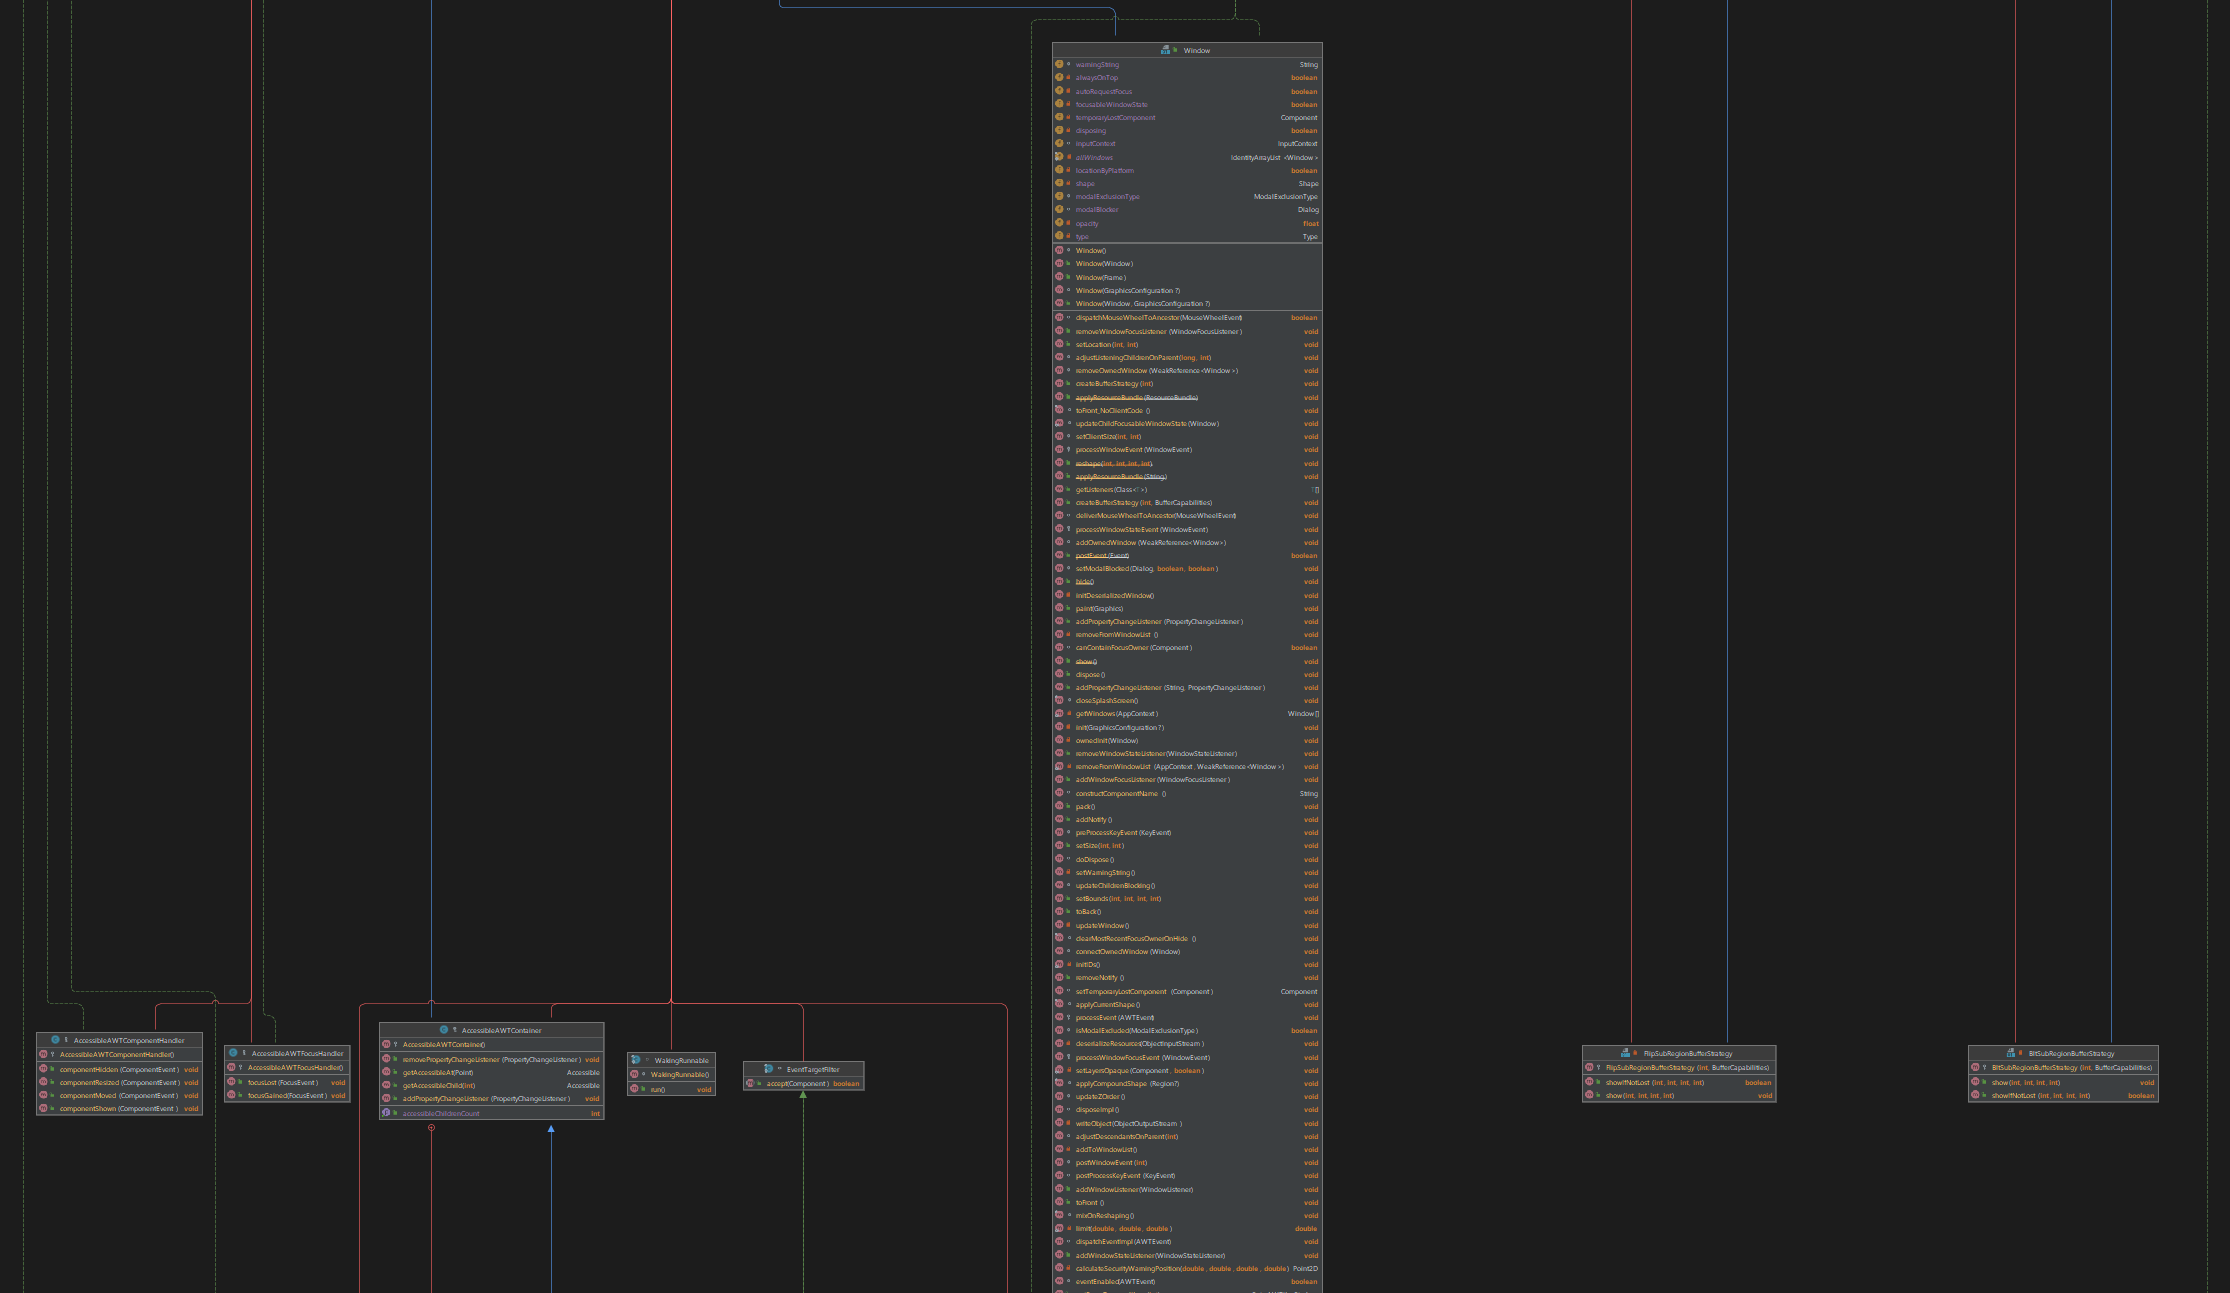 Window
warningString String
alwaysOnTop boolean
autoRequestFocus boolean
focusableWindowState boolean
temporaryLostComponent Component
disposing boolean
inputContext InputContext
allWindows IdentityArrayList <Window>
locationByPlatform boolean
shape Shape
modalExclusionType ModalExclusionType
modalBlocker Dialog
opacity float
type Type
Window()
Window(Window)
Window(Frame)
Window(GraphicsConfiguration ?)
Window(Window, GraphicsConfiguration ?)
dispatchMouseWheelToAncestor(MouseWheelEvent) boolean
removeWindowFocusListener (WindowFocusListener) void
setLocation(int, int) void
adjustListeningChildrenOnParent(long, int) void
removeOwnedWindow (WeakReference<Window>) void
createBufferStrategy (int) void
applyResourceBundle (ResourceBundle) void
toFront_NoClientCode () void
updateChildFocusableWindowState (Window) void
setClientSize(int, int) void
processWindowEvent (WindowEvent) void
reshape(int, int, int, int) void
applyResourceBundle (String) void
getListeners(Class<T>) T[]
createBufferStrategy (int, BufferCapabilities) void
deliverMouseWheelToAncestor(MouseWheelEvent) void
processWindowStateEvent (WindowEvent) void
addOwnedWindow (WeakReference<Window>) void
postEvent (Event) boolean
setModalBlocked(Dialog, boolean, boolean) void
hide() void
initDeserializedWindow() void
paint(Graphics) void
addPropertyChangeListener (PropertyChangeListener) void
removeFromWindowList () void
canContainFocusOwner (Component) boolean
show() void
dispose() void
addPropertyChangeListener (String, PropertyChangeListener) void
closeSplashScreen() void
getWindows(AppContext) Window[]
init(GraphicsConfiguration ?) void
ownedInit(Window) void
removeWindowStateListener(WindowStateListener) void
removeFromWindowList (AppContext, WeakReference<Window>) void
addWindowFocusListener (WindowFocusListener) void
constructComponentName () String
pack() void
addNotify () void
preProcessKeyEvent (KeyEvent) void
setSize(int, int) void
doDispose() void
setWarningString() void
updateChildrenBlocking() void
setBounds(int, int, int, int) void
toBack() void
updateWindow() void
clearMostRecentFocusOwnerOnHide () void
connectOwnedWindow (Window) void
initIDs() void
removeNotify () void
setTemporaryLostComponent (Component) Component
applyCurrentShape() void
processEvent (AWTEvent) void
isModalExcluded(ModalExclusionType) boolean
deserializeResources(ObjectInputStream) void
processWindowFocusEvent (WindowEvent) void
setLayersOpaque(Component, boolean) void
applyCompoundShape (Region?) void
updateZOrder() void
disposeImpl() void
writeObject(ObjectOutputStream) void
adjustDescendantsOnParent(int) void
addToWindowList() void
postWindowEvent (int) void
postProcessKeyEvent (KeyEvent) void
addWindowListener(WindowListener) void
toFront () void
mixOnReshaping() void
limit(double, double, double) double
dispatchEventImpl(AWTEvent) void
addWindowStateListener(WindowStateListener) void
calculateSecurityWarningPosition(double, double, double, double) Point2D
eventEnabled(AWTEvent) boolean
AccessibleAWTComponentHandler
AccessibleAWTComponentHandler()
componentHidden (ComponentEvent) void
componentResized (ComponentEvent) void
componentMoved (ComponentEvent) void
componentShown (ComponentEvent) void
AccessibleAWTFocusHandler
AccessibleAWTFocusHandler()
focusLost (FocusEvent) void
focusGained(FocusEvent) void
AccessibleAWTContainer
AccessibleAWTContainer()
removePropertyChangeListener (PropertyChangeListener) void
getAccessibleAt(Point) Accessible
getAccessibleChild(int) Accessible
addPropertyChangeListener (PropertyChangeListener) void
accessibleChildrenCount int
WakingRunnable
WakingRunnable()
run() void
EventTargetFilter
accept(Component) boolean
FlipSubRegionBufferStrategy
FlipSubRegionBufferStrategy (int, BufferCapabilities)
showIfNotLost (int, int, int, int) boolean
show(int, int, int, int) void
BltSubRegionBufferStrategy
BltSubRegionBufferStrategy (int, BufferCapabilities)
show(int, int, int, int) void
showIfNotLost (int, int, int, int) boolean